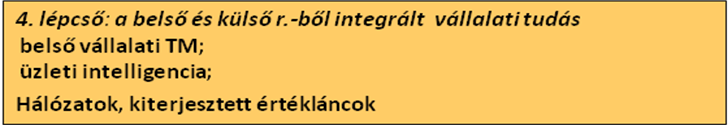 4. lépcső: a belső és külső r.-ből integrált vállalati tudás
belső vállalati TM;
üzleti intelligencia;
Hálózatok, kiterjesztett értékláncok